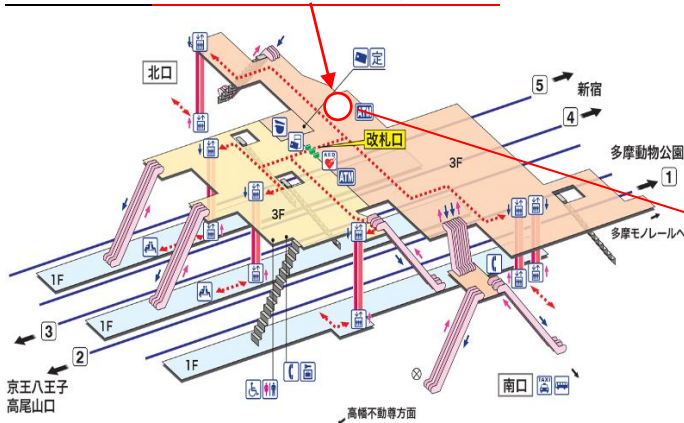 北口
定
ATM
5
新宿
4
改札口
AED
ATM
3F
多摩動物公園
1
3F
多摩モノレールへ
1F
1F
1F
3
2
京王八王子
高尾山口
南口
TAXI
高幡不動尊方面